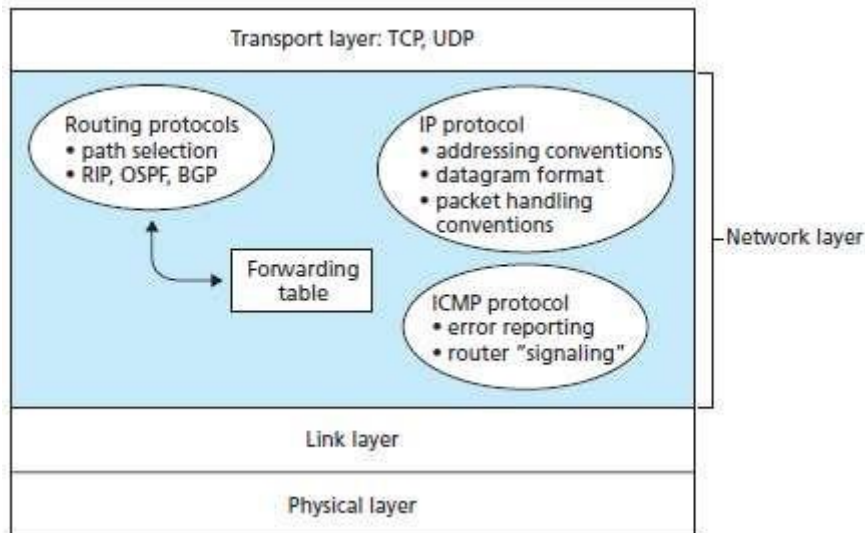 Transport layer: TCP, UDP
Routing protocols
• path selection
• RIP, OSPF, BGP
IP protocol
• addressing conventions
• datagram format
• packet handling
conventions
Network layer
Forwarding
table
ICMP protocol
• error reporting
• router “signaling”
Link layer
Physical layer